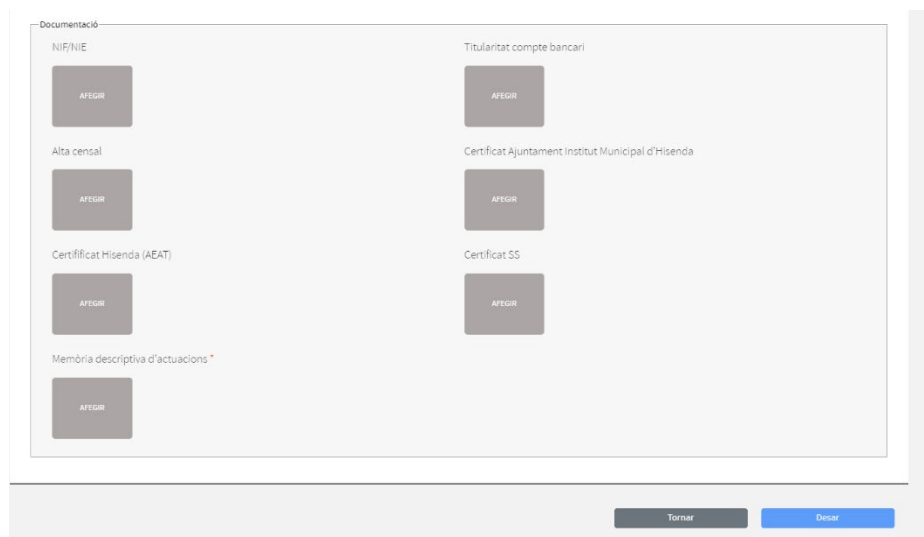 Documentació
NIF/NIE
Titularitat compte bancari
AFEGIR
AFEGIR
Alta censal
Certificat Ajuntament Institut Municipal d'Hisenda
AFEGIR
AFEGIR
Certififícat Hisenda (AEAT)
Certificat SS
AFEGIR
AFEGIR
Memòria descriptiva d'actuacions *
AFEGIR
Tornar
Desar